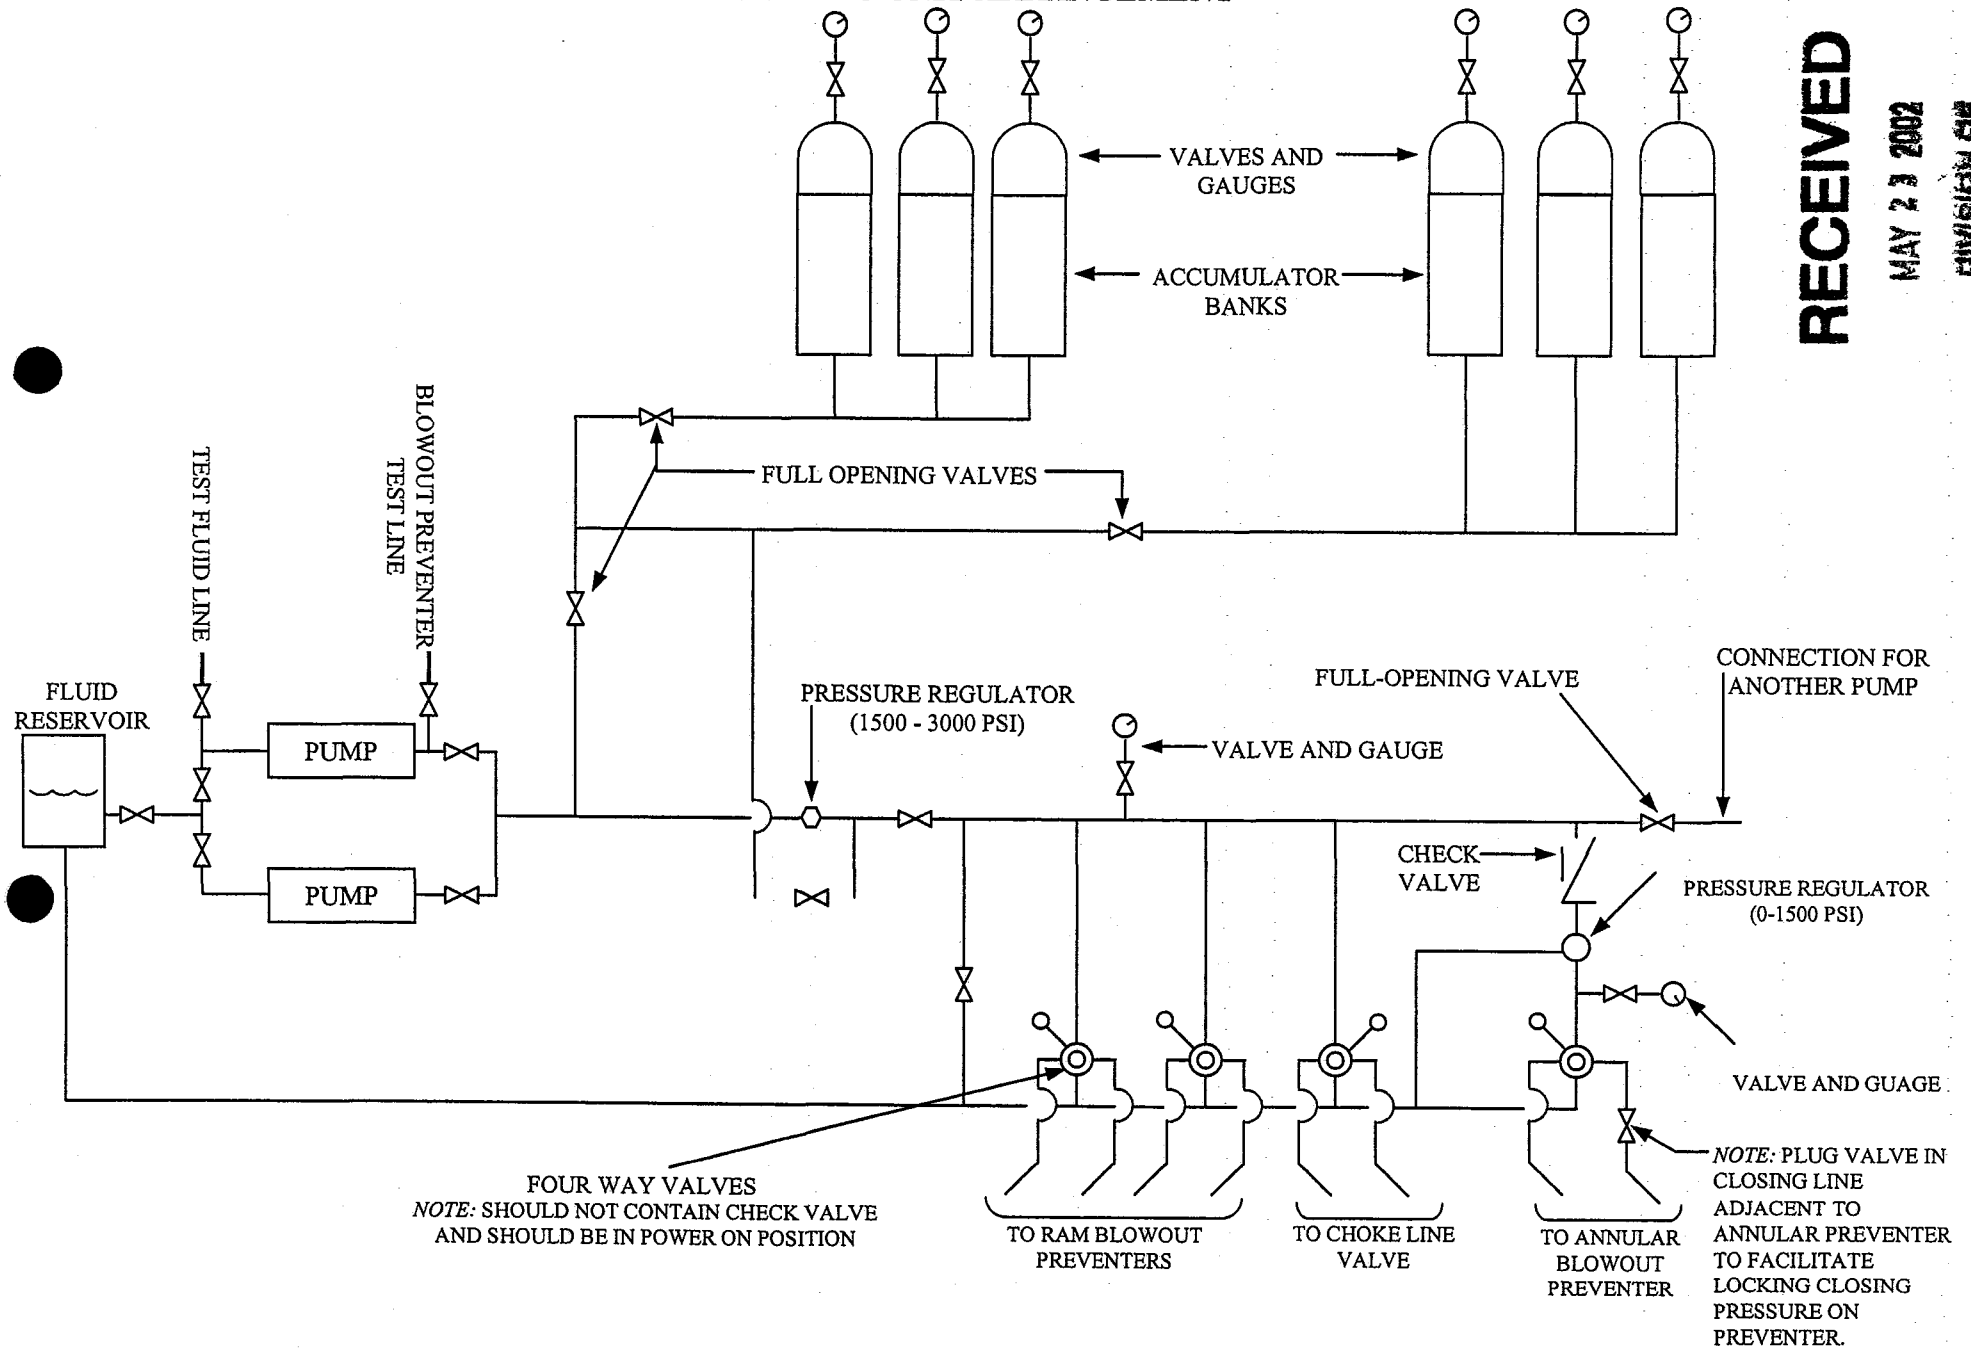 RECEIVED
MAY 23 2002
VALVES AND
GAUGES
ACCUMULATOR
BANKS
BLOWOUT PREVENTER
TEST LINE
TEST FLUID LINE
FULL OPENING VALVES
FLUID
RESERVOIR
PUMP
PUMP
PRESSURE REGULATOR
(1500 - 3000 PSI)
VALVE AND GAUGE
FULL-OPENING VALVE
CONNECTION FOR
ANOTHER PUMP
CHECK
VALVE
PRESSURE REGULATOR
(0-1500 PSI)
VALVE AND GUAGE
FOUR WAY VALVES
NOTE: SHOULD NOT CONTAIN CHECK VALVE
AND SHOULD BE IN POWER ON POSITION
TO RAM BLOWOUT
PREVENTERS
TO CHOKE LINE
VALVE
TO ANNULAR
BLOWOUT
PREVENTER
NOTE: PLUG VALVE IN
CLOSING LINE
ADJACENT TO
ANNULAR PREVENTER
TO FACILITATE
LOCKING CLOSING
PRESSURE ON
PREVENTER.